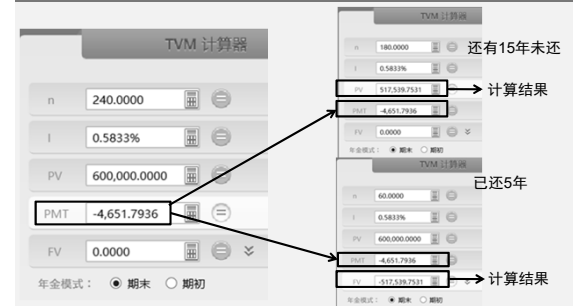 TVM 计算器
n 240.0000
I 0.5833%
PV 600,000.0000
PMT -4,651.7936
FV 0.0000
年金模式： 期末 期初
TVM 计算器
还有15年未还
n 180.0000
I 0.5833%
PV 517,539.7531 计算结果
PMT -4,651.7936
FV 0.0000
年金模式： 期末 期初
TVM 计算器
已还5年
n 60.0000
I 0.5833%
PV 600,000.0000
PMT -4,651.7936
FV -517,539.7531 计算结果
年金模式： 期末 期初